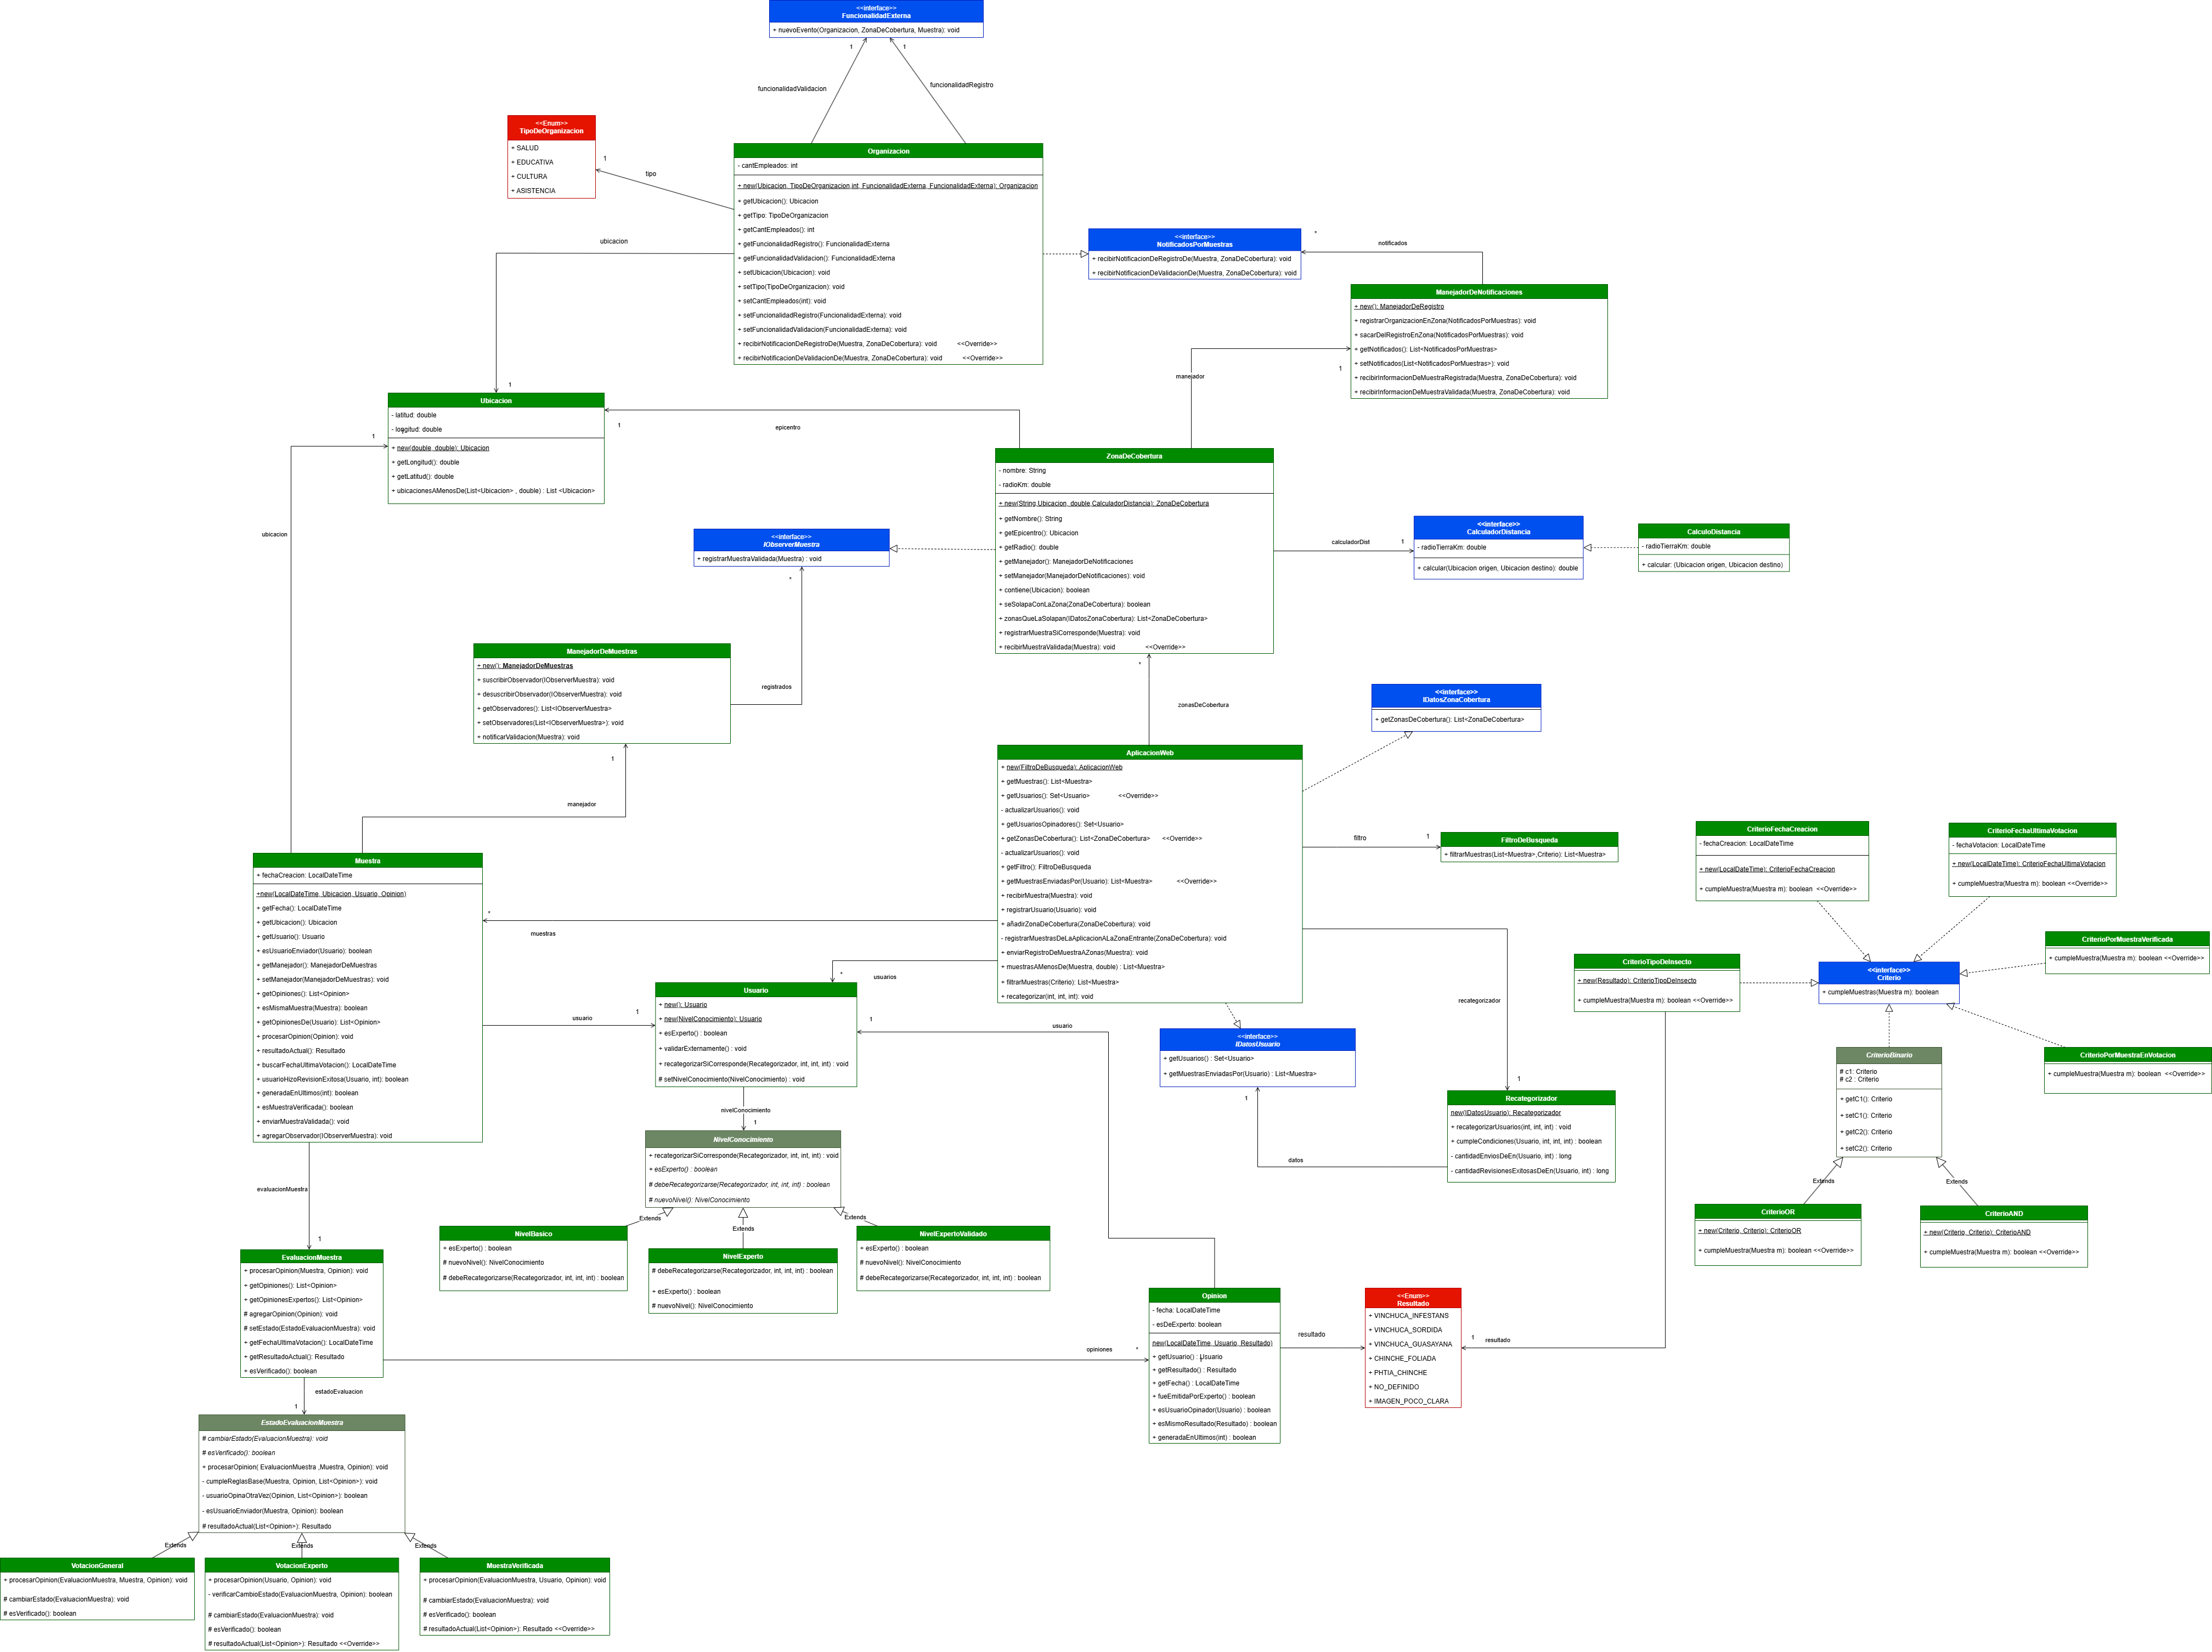 <<interface>>
FuncionalidadExterna
+ nuevoEvento(Organizacion, ZonaDeCobertura, Muestra): void
1
1
funcionalidadValidacion
funcionalidadRegistro
<<Enum>>
TipoDeOrganizacion
+ SALUD
+ EDUCATIVA
+ CULTURA
+ ASISTENCIA
1
tipo
Organizacion
- cantEmpleados: int
+ new(Ubicacion, TipoDeOrganizacion,int, FuncionalidadExterna, FuncionalidadExterna): Organizacion
+ getUbicacion(): Ubicacion
+ getTipo: TipoDeOrganizacion
+ getCantEmpleados(): int
+ getFuncionalidadRegistro(): FuncionalidadExterna
+ getFuncionalidadValidacion(): FuncionalidadExterna
+ setUbicacion(Ubicacion): void
+ setTipo(TipoDeOrganizacion): void
+ setCantEmpleados(int): void
+ setFuncionalidadRegistro(FuncionalidadExterna): void
+ setFuncionalidadValidacion(FuncionalidadExterna): void
+ recibirNotificacionDeRegistroDe(Muestra, ZonaDeCobertura): void <<Override>>
+ recibirNotificacionDeValidacionDe(Muestra, ZonaDeCobertura): void <<Override>>
ubicacion
1
<<interface>>
NotificadosPorMuestras
+ recibirNotificacionDeRegistroDe(Muestra, ZonaDeCobertura): void
+ recibirNotificacionDeValidacionDe(Muestra, ZonaDeCobertura): void
*
notificados
ManejadorDeNotificaciones
+ new(): ManejadorDeRegistro
+ registrarOrganizacionEnZona(NotificadosPorMuestras): void
+ sacarDelRegistroEnZona(NotificadosPorMuestras): void
+ getNotificados(): List<NotificadosPorMuestras>
+ setNotificados(List<NotificadosPorMuestras>): void
+ recibirInformacionDeMuestraRegistrada(Muestra, ZonaDeCobertura): void
+ recibirInformacionDeMuestraValidada(Muestra, ZonaDeCobertura): void
manejador
1
Ubicacion
- latitud: double
- longitud: double
+ new(double, double): Ubicacion
+ getLongitud(): double
+ getLatitud(): double
+ ubicacionesAMenosDe(List<Ubicacion> , double) : List <Ubicacion>
1
1
epicentro
ubicacion
ZonaDeCobertura
- nombre: String
- radioKm: double
+ new(String,Ubicacion, double,CalculadorDistancia): ZonaDeCobertura
+ getNombre(): String
+ getEpicentro(): Ubicacion
+ getRadio(): double
+ getManejador(): ManejadorDeNotificaciones
+ setManejador(ManejadorDeNotificaciones): void
+ contiene(Ubicacion): boolean
+ seSolapaConLaZona(ZonaDeCobertura): boolean
+ zonasQueLaSolapan(IDatosZonaCobertura): List<ZonaDeCobertura>
+ registrarMuestraSiCorresponde(Muestra): void
+ recibirMuestraValidada(Muestra): void <<Override>>
<<interface>>
IObserverMuestra
+ registrarMuestraValidada(Muestra) : void
*
registrados
calculadorDist
1
<<interface>>
CalculadorDistancia
- radioTierraKm: double
+ calcular(Ubicacion origen, Ubicacion destino): double
CalculoDistancia
- radioTierraKm: double
+ calcular: (Ubicacion origen, Ubicacion destino)
ManejadorDeMuestras
+ new(): ManejadorDeMuestras
+ suscribirObservador(IObserverMuestra): void
+ desuscribirObservador(IObserverMuestra): void
+ getObservadores(): List<IObserverMuestra>
+ setObservadores(List<IObserverMuestra>): void
+ notificarValidacion(Muestra): void
1
manejador
*
zonasDeCobertura
<<interface>>
IDatosZonaCobertura
+ getZonasDeCobertura(): List<ZonaDeCobertura>
AplicacionWeb
+ new(FiltroDeBusqueda): AplicacionWeb
+ getMuestras(): List<Muestra>
+ getUsuarios(): Set<Usuario> <<Override>>
- actualizarUsuarios(): void
+ getUsuariosOpinadores(): Set<Usuario>
+ getZonasDeCobertura(): List<ZonaDeCobertura> <<Override>>
- actualizarUsuarios(): void
+ getFiltro(): FiltroDeBusqueda
+ getMuestrasEnviadasPor(Usuario): List<Muestra> <<Override>>
+ recibirMuestra(Muestra): void
+ registrarUsuario(Usuario): void
+ añadirZonaDeCobertura(ZonaDeCobertura): void
- registrarMuestrasDeLaAplicacionALaZonaEntrante(ZonaDeCobertura): void
+ enviarRegistroDeMuestraAZonas(Muestra): void
+ muestrasAMenosDe(Muestra, double) : List<Muestra>
+ filtrarMuestras(Criterio): List<Muestra>
+ recategorizar(int, int, int): void
filtro
1
FiltroDeBusqueda
+ filtrarMuestras(List<Muestra>,Criterio): List<Muestra>
CriterioFechaCreacion
- fechaCreacion: LocalDateTime
+ new(LocalDateTime): CriterioFechaCreacion
+ cumpleMuestra(Muestra m): boolean <<Override>>
CriterioFechaUltimaVotacion
- fechaVotacion: LocalDateTime
+ new(LocalDateTime): CriterioFechaUltimaVotacion
+ cumpleMuestra(Muestra m): boolean <<Override>>
CriterioPorMuestraVerificada
+ cumpleMuestra(Muestra m): boolean <<Override>>
CriterioTipoDeInsecto
+ new(Resultado): CriterioTipoDeInsecto
+ cumpleMuestra(Muestra m): boolean <<Override>>
<<interface>>
Criterio
+ cumpleMuestras(Muestra m): boolean
CriterioBinario
# c1: Criterio
# c2 : Criterio
+ getC1(): Criterio
+ setC1(): Criterio
+ getC2(): Criterio
+ setC2(): Criterio
CriterioPorMuestraEnVotacion
+ cumpleMuestra(Muestra m): boolean <<Override>>
Extends
Extends
CriterioOR
+ new(Criterio, Criterio): CriterioOR
+ cumpleMuestra(Muestra m): boolean <<Override>>
CriterioAND
+ new(Criterio, Criterio): CriterioAND
+ cumpleMuestra(Muestra m): boolean <<Override>>
Muestra
+ fechaCreacion: LocalDateTime
+new(LocalDateTime, Ubicacion, Usuario, Opinion)
+ getFecha(): LocalDateTime
+ getUbicacion(): Ubicacion
+ getUsuario(): Usuario
+ esUsuarioEnviador(Usuario): boolean
+ getManejador(): ManejadorDeMuestras
+ setManejador(ManejadorDeMuestras): void
+ getOpiniones(): List<Opinion>
+ esMismaMuestra(Muestra): boolean
+ getOpinionesDe(Usuario): List<Opinion>
+ procesarOpinion(Opinion): void
+ resultadoActual(): Resultado
+ buscarFechaUltimaVotacion(): LocalDateTime
+ usuarioHizoRevisionExitosa(Usuario, int): boolean
+ generadaEnUltimos(int): boolean
+ esMuestraVerificada(): boolean
+ enviarMuestraValidada(): void
+ agregarObservador(IObserverMuestra): void
*
muestras
*
usuarios
usuario
1
1
usuario
Usuario
+ new(): Usuario
+ new(NivelConocimiento): Usuario
+ esExperto() : boolean
+ validarExternamente() : void
+ recategorizarSiCorresponde(Recategorizador, int, int, int) : void
# setNivelConocimiento(NivelConocimiento) : void
nivelConocimiento
1
NivelConocimiento
+ recategorizarSiCorresponde(Recategorizador, int, int, int) : void
+ esExperto() : boolean
# debeRecategorizarse(Recategorizador, int, int, int) : boolean
# nuevoNivel(): NivelConocimiento
Extends
Extends
Extends
NivelBasico
+ esExperto() : boolean
# nuevoNivel(): NivelConocimiento
# debeRecategorizarse(Recategorizador, int, int, int) : boolean
NivelExperto
# debeRecategorizarse(Recategorizador, int, int, int) : boolean
+ esExperto() : boolean
# nuevoNivel(): NivelConocimiento
NivelExpertoValidado
+ esExperto() : boolean
# nuevoNivel(): NivelConocimiento
# debeRecategorizarse(Recategorizador, int, int, int) : boolean
<<interface>>
IDatosUsuario
+ getUsuarios() : Set<Usuario>
+ getMuestrasEnviadasPor(Usuario) : List<Muestra>
1
datos
recategorizador
1
Recategorizador
new(IDatosUsuario): Recategorizador
+ recategorizarUsuarios(int, int, int) : void
+ cumpleCondiciones(Usuario, int, int, int) : boolean
- cantidadEnviosDeEn(Usuario, int) : long
- cantidadRevisionesExitosasDeEn(Usuario, int) : long
evaluacionMuestra
1
EvaluacionMuestra
+ procesarOpinion(Muestra, Opinion): void
+ getOpiniones(): List<Opinion>
+ getOpinionesExpertos(): List<Opinion>
# agregarOpinion(Opinion): void
# setEstado(EstadoEvaluacionMuestra): void
+ getFechaUltimaVotacion(): LocalDateTime
+ getResultadoActual(): Resultado
+ esVerificado(): boolean
opiniones
*
Opinion
- fecha: LocalDateTime
- esDeExperto: boolean
new(LocalDateTime, Usuario, Resultado)
+ getUsuario() : Usuario
+ getResultado() : Resultado
+ getFecha() : LocalDateTime
+ fueEmitidaPorExperto() : boolean
+ esUsuarioOpinador(Usuario) : boolean
+ esMismoResultado(Resultado) : boolean
+ generadaEnUltimos(int) : boolean
resultado
<<Enum>>
Resultado
+ VINCHUCA_INFESTANS
+ VINCHUCA_SORDIDA
+ VINCHUCA_GUASAYANA
+ CHINCHE_FOLIADA
+ PHTIA_CHINCHE
+ NO_DEFINIDO
+ IMAGEN_POCO_CLARA
1
resultado
estadoEvaluacion
1
EstadoEvaluacionMuestra
# cambiarEstado(EvaluacionMuestra): void
# esVerificado(): boolean
+ procesarOpinion( EvaluacionMuestra ,Muestra, Opinion): void
- cumpleReglasBase(Muestra, Opinion, List<Opinion>): void
- usuarioOpinaOtraVez(Opinion, List<Opinion>): boolean
- esUsuarioEnviador(Muestra, Opinion): boolean
# resultadoActual(List<Opinion>): Resultado
Extends
Extends
Extends
VotacionGeneral
+ procesarOpinion(EvaluacionMuestra, Muestra, Opinion): void
# cambiarEstado(EvaluacionMuestra): void
# esVerificado(): boolean
VotacionExperto
+ procesarOpinion(Usuario, Opinion): void
- verificarCambioEstado(EvaluacionMuestra, Opinion): boolean
# cambiarEstado(EvaluacionMuestra): void
# esVerificado(): boolean
# resultadoActual(List<Opinion>): Resultado <<Override>>
MuestraVerificada
+ procesarOpinion(EvaluacionMuestra, Usuario, Opinion): void
# cambiarEstado(EvaluacionMuestra): void
# esVerificado(): boolean
# resultadoActual(List<Opinion>): Resultado <<Override>>